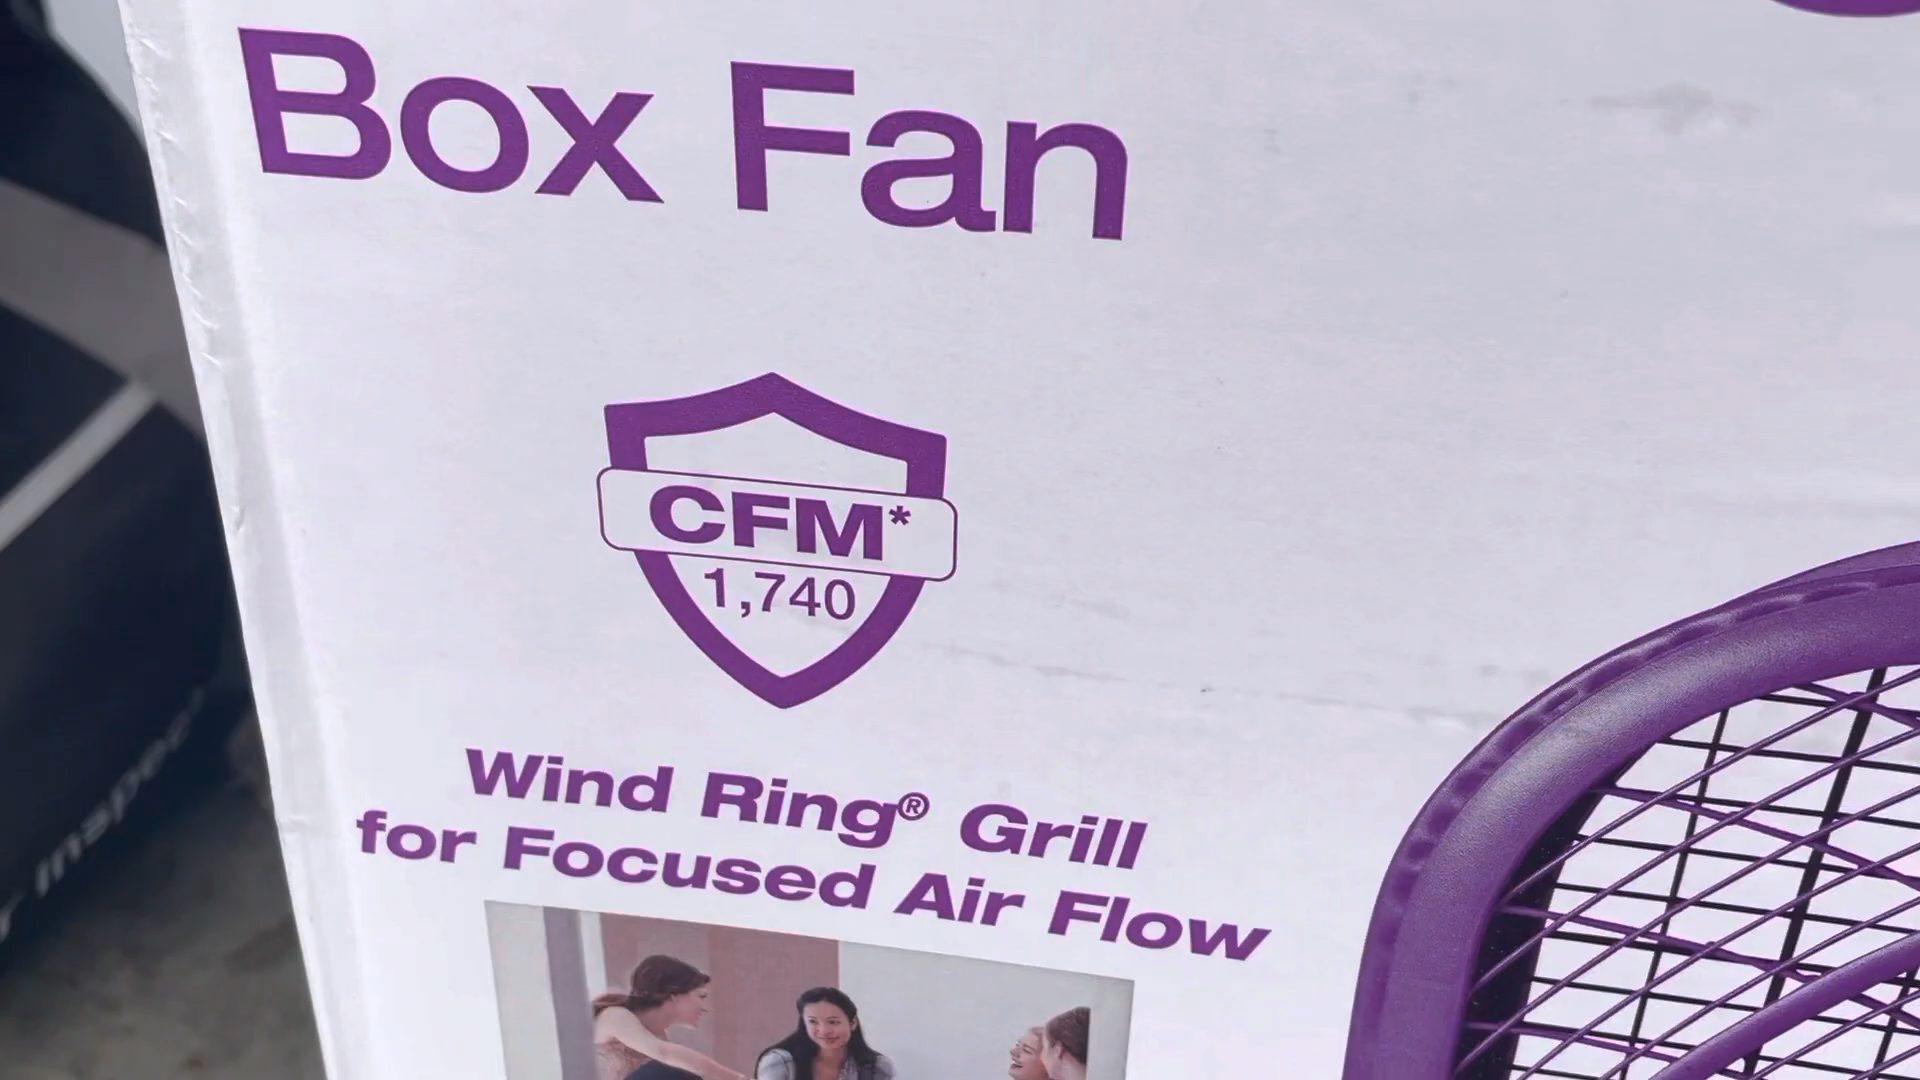 Box Fan
CFM*
1,740
Wind Ring® Grill
for Focused Air Flow